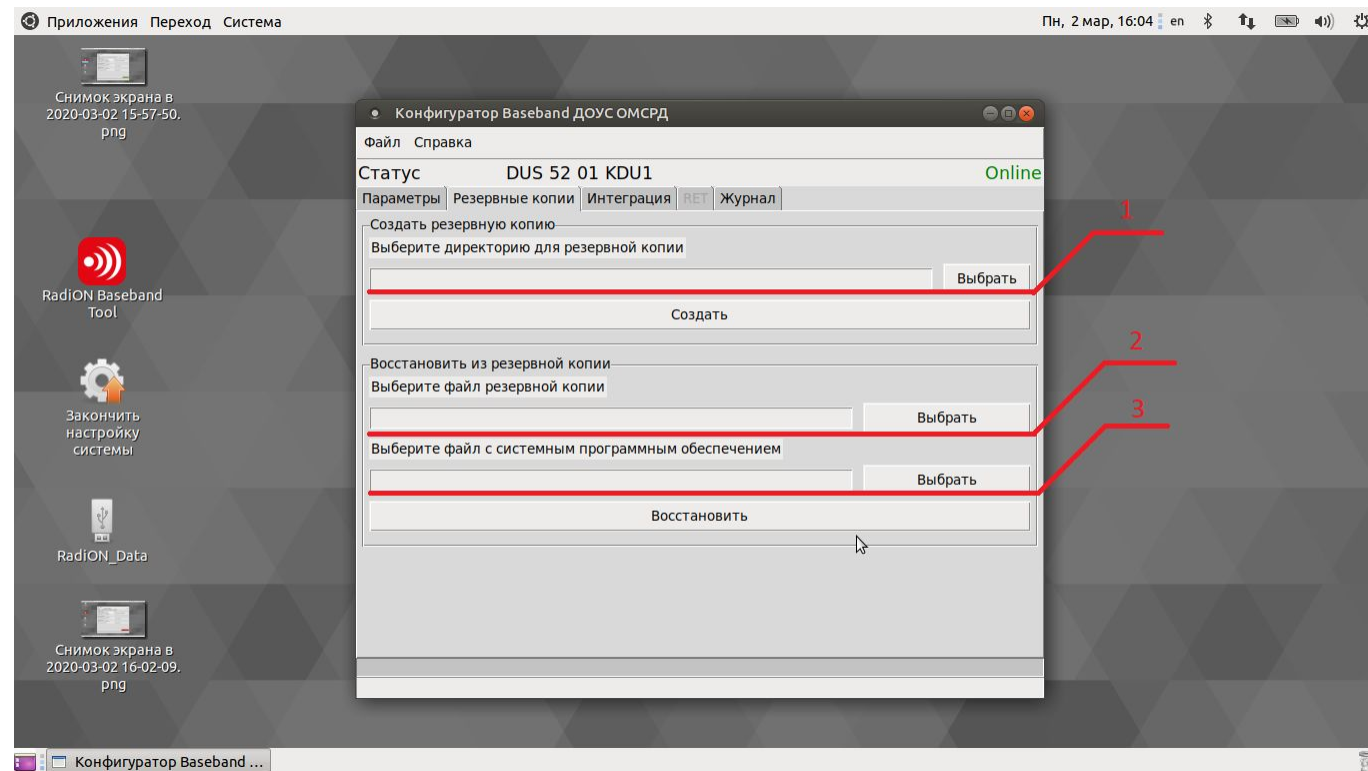 Приложения Переход Система
Пн, 2 мар, 16:04 en
Снимок экрана в
2020-03-02 15-57-50.
png
RadiON Baseband
Tool
Закончить
настройку
системы
RadiON_Data
Снимок экрана в
2020-03-02 16-02-09.
png
Конфигуратор Baseband ДОУС ОМСРД
Файл Справка
Статус DUS 52 01 KDU1 Online
Параметры Резервные копии Интеграция RET Журнал
Создать резервную копию
Выберите директорию для резервной копии
Выбрать
Создать
Восстановить из резервной копии
Выберите файл резервной копии
Выбрать
Выберите файл с системным программным обеспечением
Выбрать
Восстановить
1
2
3
Конфигуратор Baseband ...